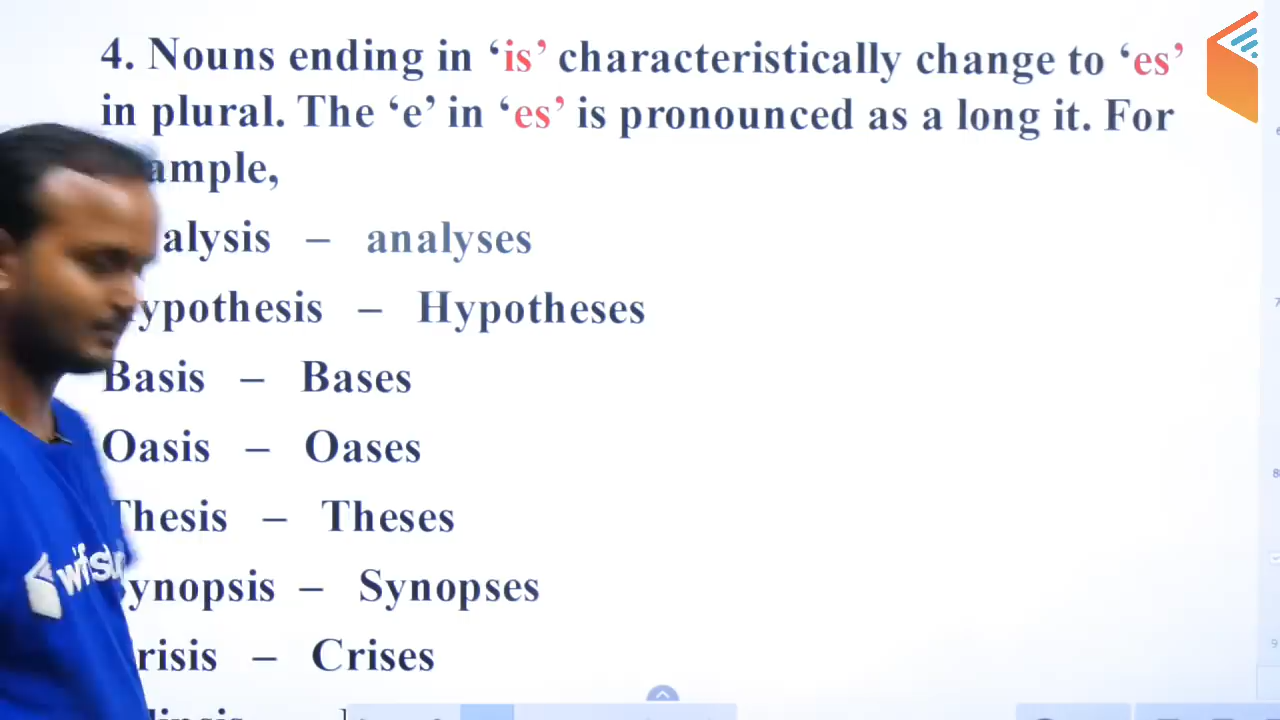 4. Nouns ending in ‘is’ characteristically change to ‘es’
in plural. The ‘e’ in ‘es’ is pronounced as a long it. For
ample,
alysis – analyses
ypothesis – Hypotheses
Basis – Bases
Oasis – Oases
Thesis – Theses
ynopsis – Synopses
risis – Crises